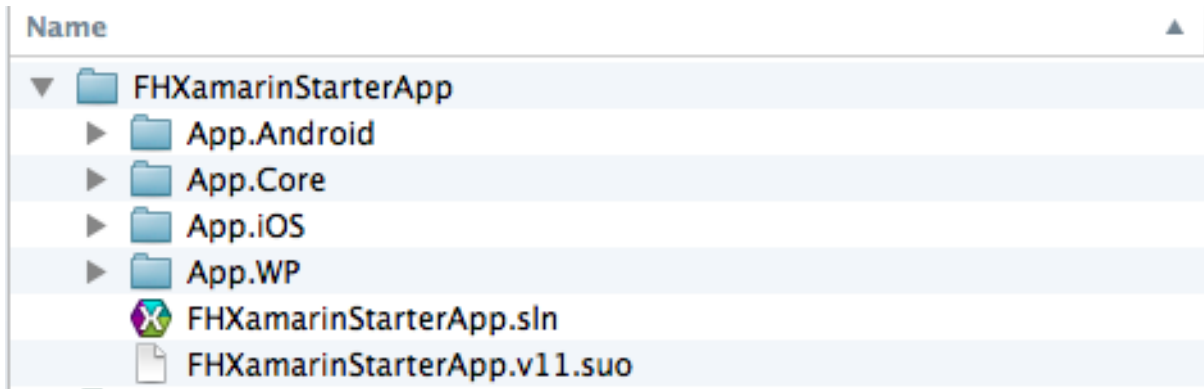 Name
FHXamarinStarterApp
App.Android
App.Core
App.iOS
App.WP
FHXamarinStarterApp.sln
FHXamarinStarterApp.v11.suo